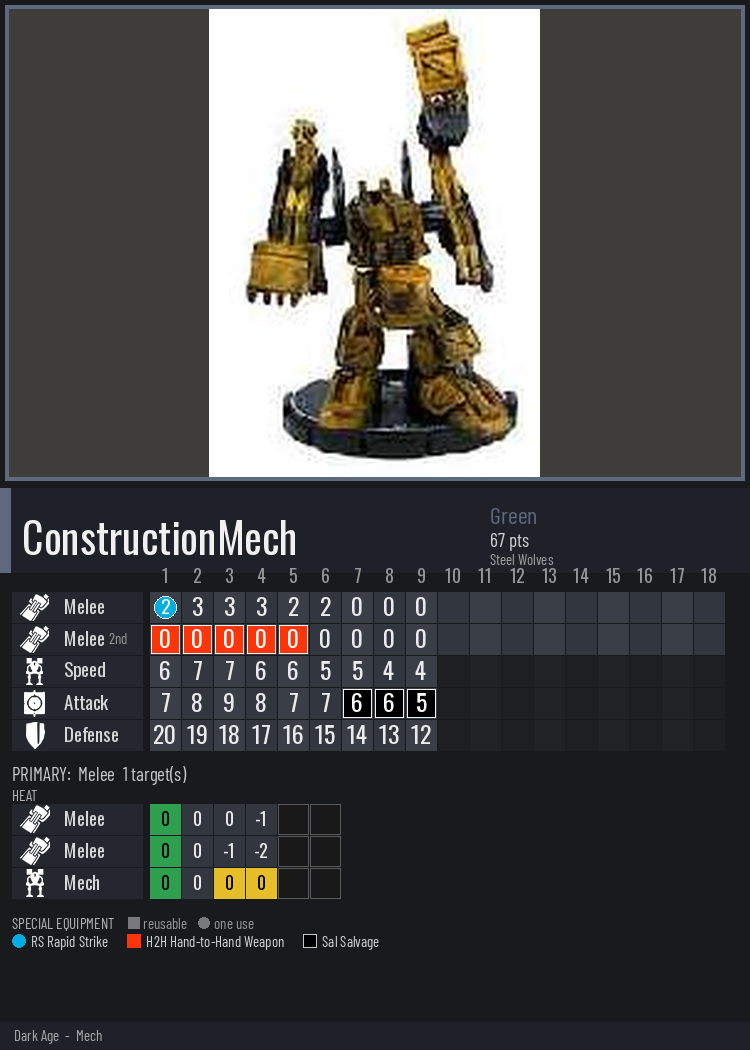 ConstructionMech
Green
67 pts
Steel Wolves
1 2 3 4 5 6 7 8 9 10 11 12 13 14 15 16 17 18
Melee 2 3 3 3 2 2 0 0 0
Melee 2nd 0 0 0 0 0 0 0 0 0
Speed 6 7 7 6 6 5 5 4 4
Attack 7 8 9 8 7 7 6 6 5
Defense 20 19 18 17 16 15 14 13 12
PRIMARY: Melee 1 target(s)
HEAT
Melee 0 0 0 -1
Melee 0 0 -1 -2
Mech 0 0 0 0
SPECIAL EQUIPMENT reusable one use
RS Rapid Strike H2H Hand-to-Hand Weapon Sal Salvage
Dark Age - Mech